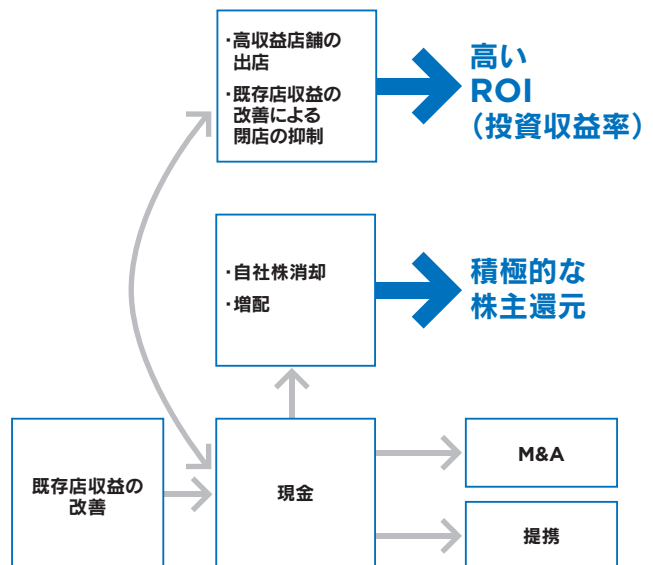 ・高収益店舗の
出店
・既存店収益の
改善による
閉店の抑制
高い
ROI
（投資収益率）
・自社株消却
・増配
積極的な
株主還元
既存店収益の
改善
現金
M&A
提携